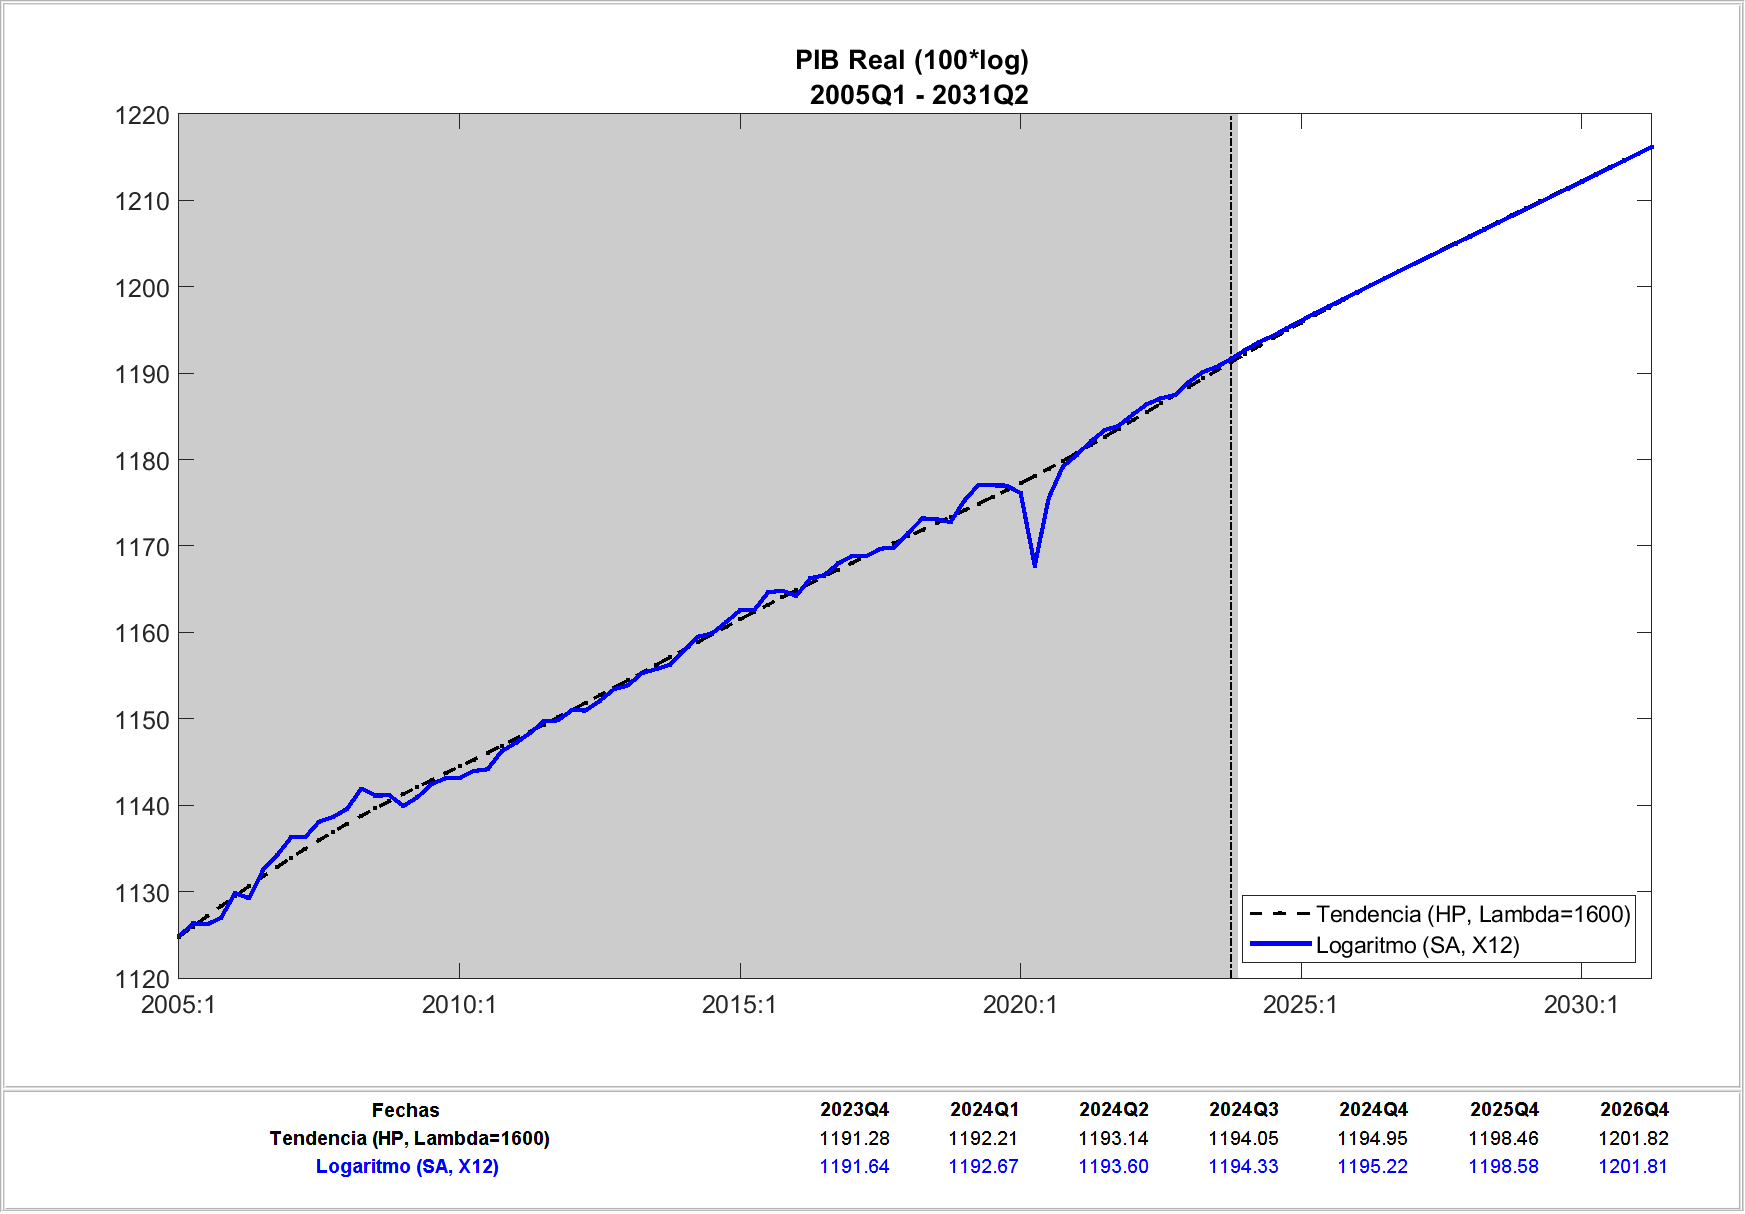 PIB Real (100*log)
2005Q1 - 2031Q2
1220
1210
1200
1190
1180
1170
1160
1150
1140
1130
1120
2005:1 2010:1 2015:1 2020:1 2025:1 2030:1
Tendencia (HP, Lambda=1600)
Logaritmo (SA, X12)
Fechas 2023Q4 2024Q1 2024Q2 2024Q3 2024Q4 2025Q4 2026Q4
Tendencia (HP, Lambda=1600) 1191.28 1192.21 1193.14 1194.05 1194.95 1198.46 1201.82
Logaritmo (SA, X12) 1191.64 1192.67 1193.60 1194.33 1195.22 1198.58 1201.81